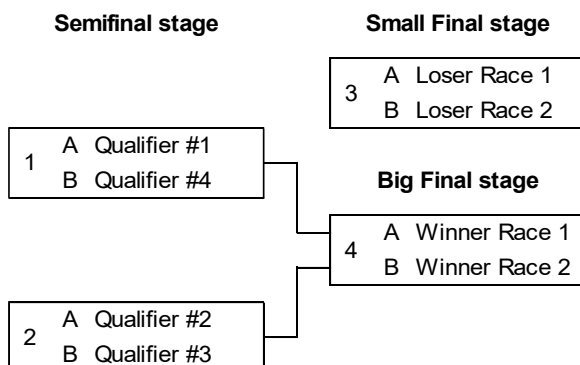 Semifinal stage
Small Final stage
3
A Loser Race 1
B Loser Race 2
1
A Qualifier #1
B Qualifier #4
Big Final stage
4
A Winner Race 1
B Winner Race 2
2
A Qualifier #2
B Qualifier #3